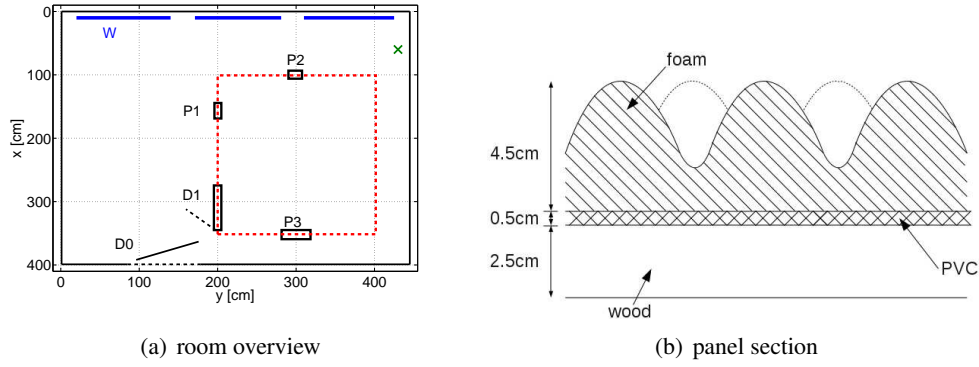 0
W
P2
100
P1
x [cm]
200
D1
300
P3
D0
400
0
100
200
300
400
y [cm]
(a) room overview
foam
4.5cm
0.5cm
2.5cm
PVC
wood
(b) panel section